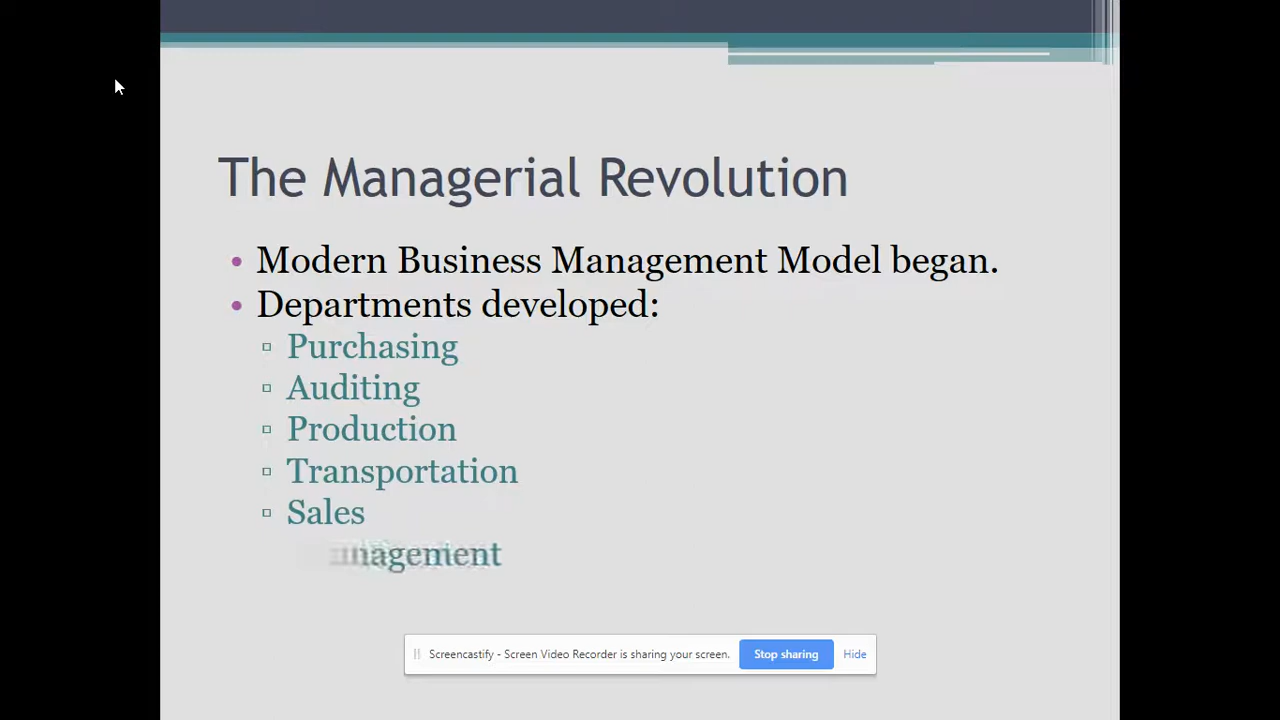 The Managerial Revolution
• Modern Business Management Model began.
• Departments developed:
▫ Purchasing
▫ Auditing
▫ Production
▫ Transportation
▫ Sales
Management
Screencastify - Screen Video Recorder is sharing your screen. Stop sharing Hide